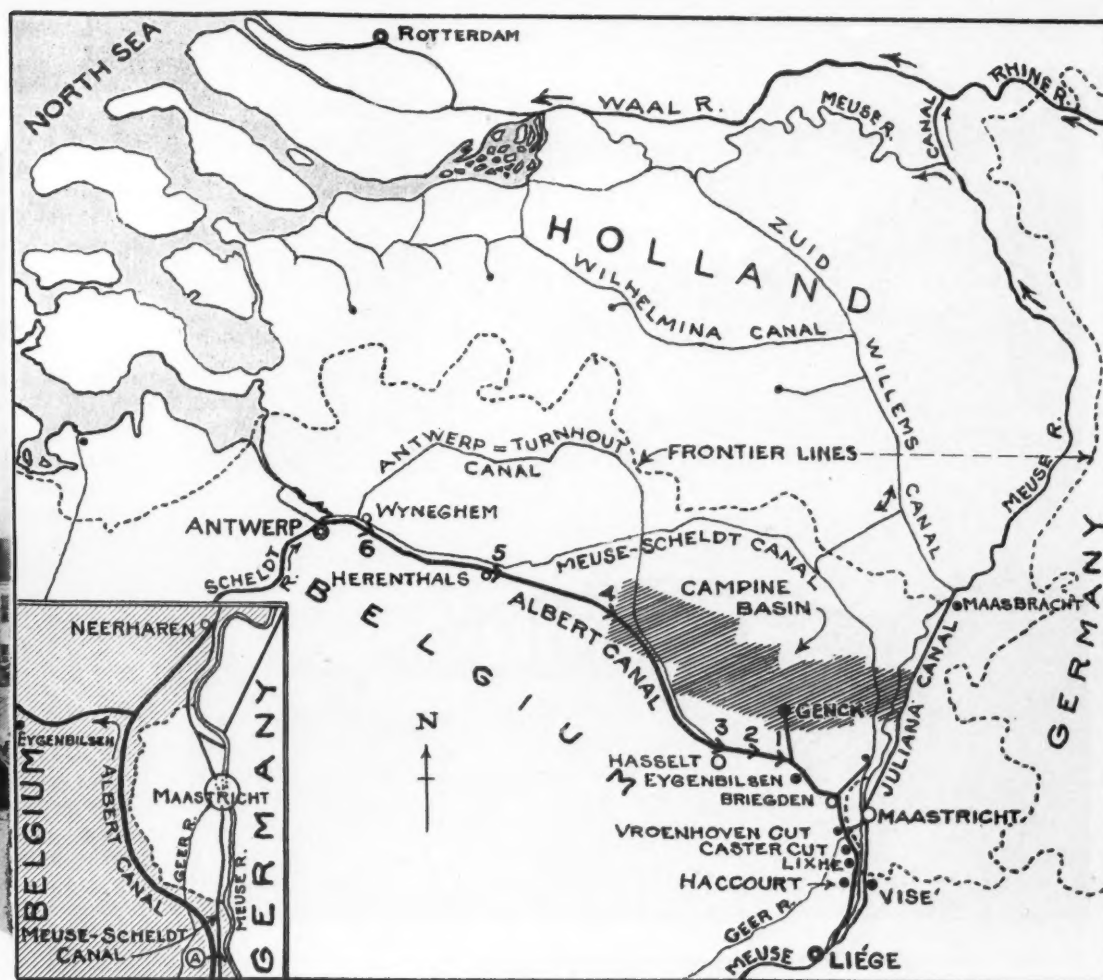 NORTH SEA
ROTTERDAM
WAAL R.
MEUSE R.
CANAL
RHINE R.
HOLLAND
ZUID WILLEMS CANAL
WILHELMINA CANAL
ANTWERP=TURNHOUT
CANAL
FRONTIER LINES
MEUSE R.
GERMANY
WYNEGHEM
ANTWERP
6
5
SCHELDT R.
HERENTHALS
MEUSE-SCHELDT CANAL
BELGIUM
ALBERT CANAL
4
CAMPINE
BASIN
MAASBRACHT
JULIANA CANAL
GENCK
N
3
2
1
HASSELT
EYGENBILSEN
BRIEGDEN
MAASTRICHT
VROENHOVEN CUT
CASTER CUT
LIXHE
HACCOURT
VISÉ
GEER R.
MEUSE
LIÉGE
NEERHAREN
EYGENBILSEN
BELGIUM
ALBERT CANAL
MAASTRICHT
GEER R.
MEUSE R.
GERMANY
MEUSE-SCHELDT
CANAL
A